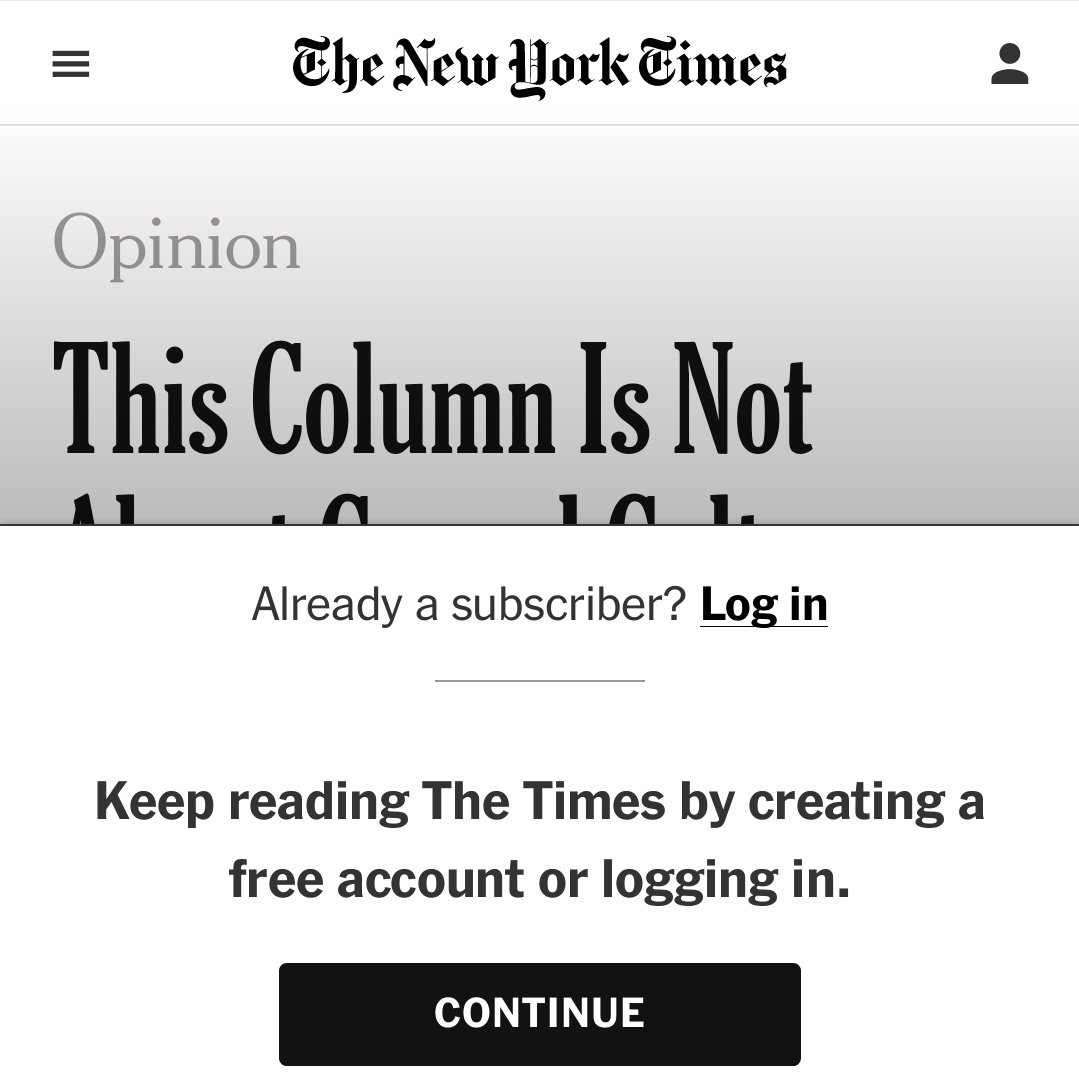 The New York Times
Opinion
This Column Is Not
Already a subscriber? Log in
Keep reading The Times by creating a
free account or logging in.
CONTINUE